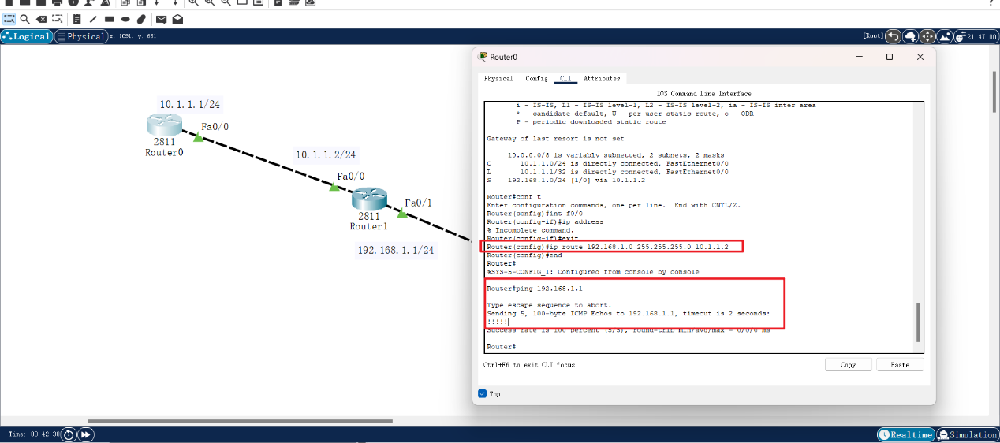 Logical
Physical
x: 1091, y: 651
[Root]
21:47:00
10.1.1.1/24
Fa0/0
2811
Router0
10.1.1.2/24
Fa0/0
Fa0/1
2811
Router1
192.168.1.1/24
Router0
Physical Config CLI Attributes
IOS Command Line Interface
i - IS-IS, L1 - IS-IS level-1, L2 - IS-IS level-2, ia - IS-IS inter area
* - candidate default, U - per-user static route, o - ODR
P - periodic downloaded static route
Gateway of last resort is not set
10.0.0.0/8 is variably subnetted, 2 subnets, 2 masks
C 10.1.1.0/24 is directly connected, FastEthernet0/0
L 10.1.1.1/32 is directly connected, FastEthernet0/0
S 192.168.1.0/24 [1/0] via 10.1.1.2
Router#conf t
Enter configuration commands, one per line. End with CNTL/Z.
Router(config)#int f0/0
Router(config-if)#ip address
% Incomplete command.
Router(config-if)#exit
Router(config)#ip route 192.168.1.0 255.255.255.0 10.1.1.2
Router(config)#end
Router#
%SYS-5-CONFIG_I: Configured from console by console
Router#ping 192.168.1.1
Type escape sequence to abort.
Sending 5, 100-byte ICMP Echos to 192.168.1.1, timeout is 2 seconds:
!!!!!
Success rate is 100 percent (5/5), round-trip min/avg/max = 0/0/0 ms
Router#
Ctrl+F6 to exit CLI focus
Copy
Paste
Top
Time: 00:42:30
Realtime
Simulation